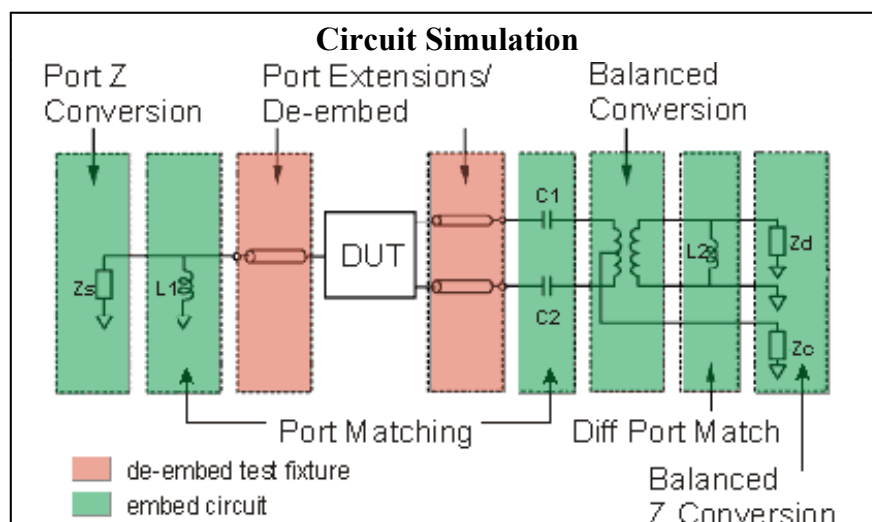 Circuit Simulation
Port Z
Conversion
Port Extensions/
De-embed
Balanced
Conversion
C1
Zs
L1
DUT
L2
Zd
C2
Zc
Port Matching
Diff Port Match
de-embed test fixture
embed circuit
Balanced
Z Conversion